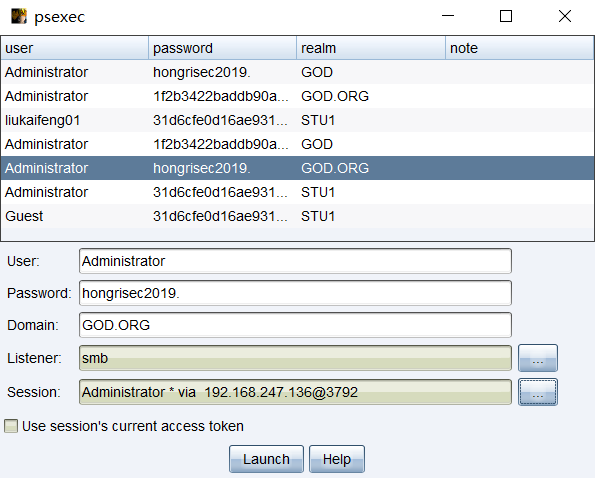 psexec
user password realm note
Administrator hongrisec2019. GOD
Administrator 1f2b3422baddb90a... GOD.ORG
liukaifeng01 31d6cfe0d16ae931... STU1
Administrator 1f2b3422baddb90a... GOD
Administrator hongrisec2019. GOD.ORG
Administrator 31d6cfe0d16ae931... STU1
Guest 31d6cfe0d16ae931... STU1
User: Administrator
Password: hongrisec2019.
Domain: GOD.ORG
Listener: smb ...
Session: Administrator * via 192.168.247.136@3792 ...
Use session's current access token
Launch Help